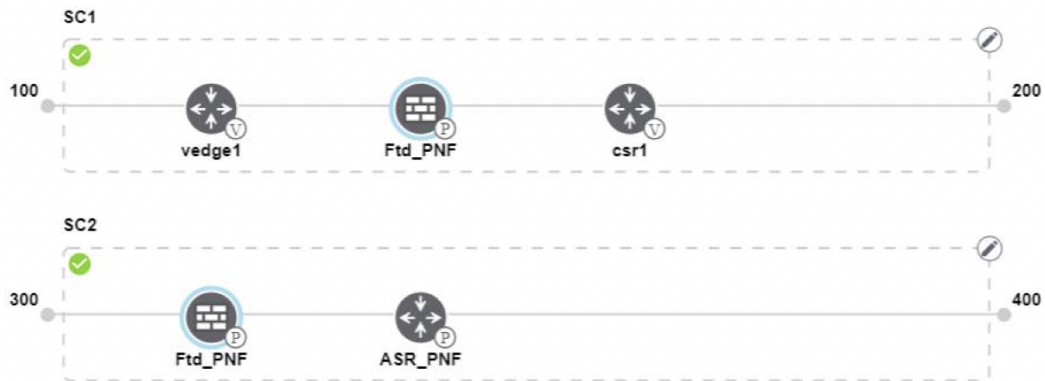 SC1
100
200
V
P
V
vedge1
Ftd_PNF
csr1
SC2
300
400
P
P
Ftd_PNF
ASR_PNF